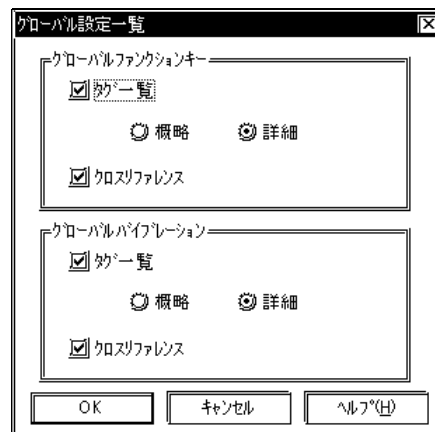 グローバル設定一覧
グローバルファンクションキー
タグ一覧
概略 詳細
クロスリファレンス
グローバルバイブレーション
タグ一覧
概略 詳細
クロスリファレンス
OK キャンセル ヘルプ(H)